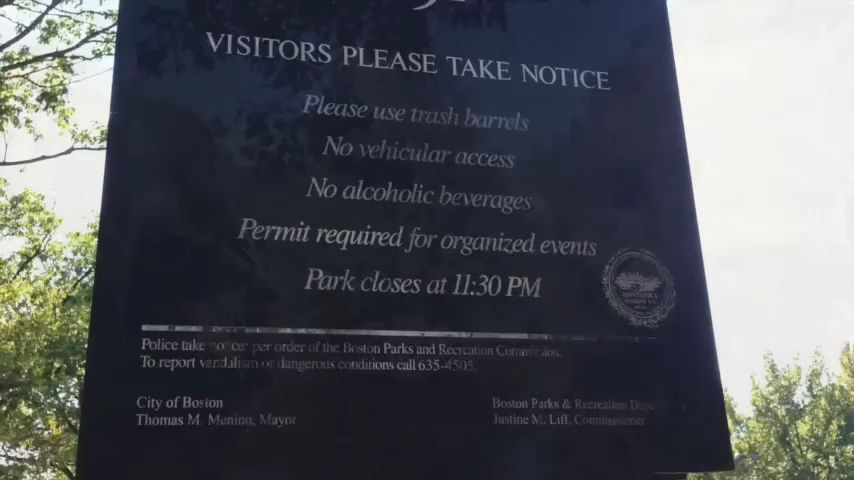 VISITORS PLEASE TAKE NOTICE
Please use trash barrels
No vehicular access
No alcoholic beverages
Permit required for organized events
Park closes at 11:30 PM
Police take notice: per order of the Boston Parks and Recreation Commission.
To report vandalism or dangerous conditions call 635-4505.
City of Boston
Thomas M. Menino, Mayor
Boston Parks & Recreation
Justine M. Liff, Commissioner